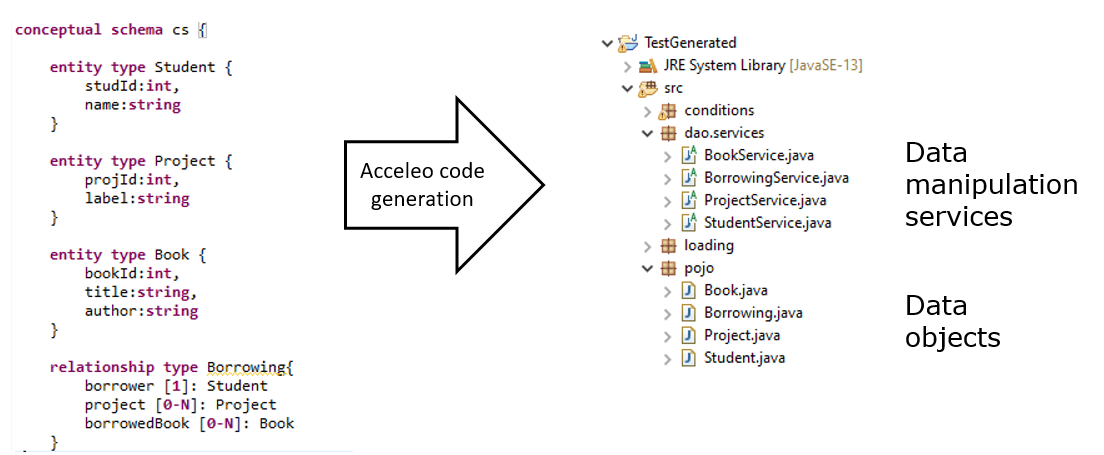 conceptual schema cs {
entity type Student {
studId:int,
name:string
}
entity type Project {
projId:int,
label:string
}
entity type Book {
bookId:int,
title:string,
author:string
}
relationship type Borrowing{
borrower [1]: Student
project [0-N]: Project
borrowedBook [0-N]: Book
}
Acceleo code
generation
TestGenerated
JRE System Library [JavaSE-13]
src
conditions
dao.services
BookService.java
BorrowingService.java
ProjectService.java
StudentService.java
loading
pojo
Book.java
Borrowing.java
Project.java
Student.java
Data
manipulation
services
Data
objects